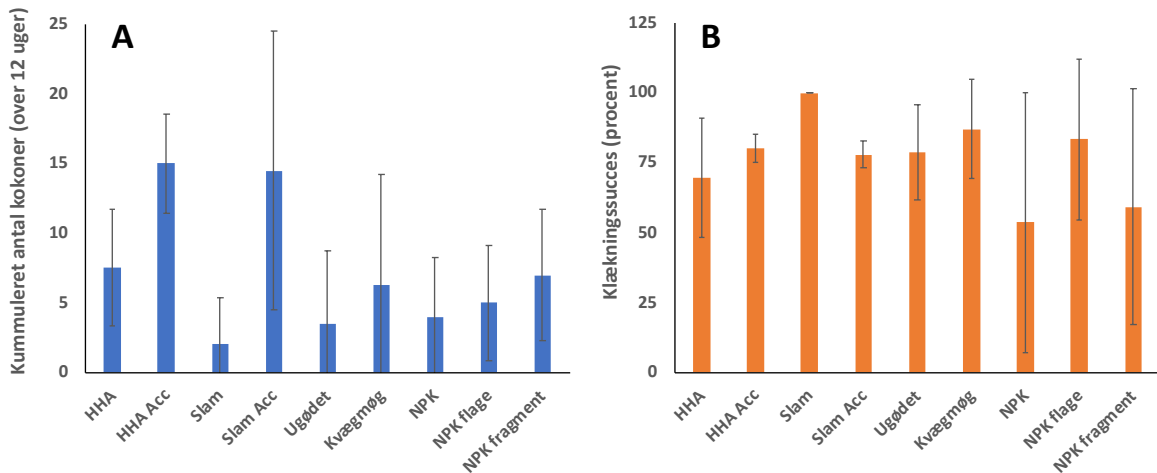 A
Kummuleret antal kokoner (over 12 uger)
25
20
15
10
5
0
HHA
HHA Acc
Slam
Slam Acc
Ugødet
Kvægmøg
NPK
NPK flage
NPK fragment
B
Klækningssucces (procent)
125
100
75
50
25
0
HHA
HHA Acc
Slam
Slam Acc
Ugødet
Kvægmøg
NPK
NPK flage
NPK fragment